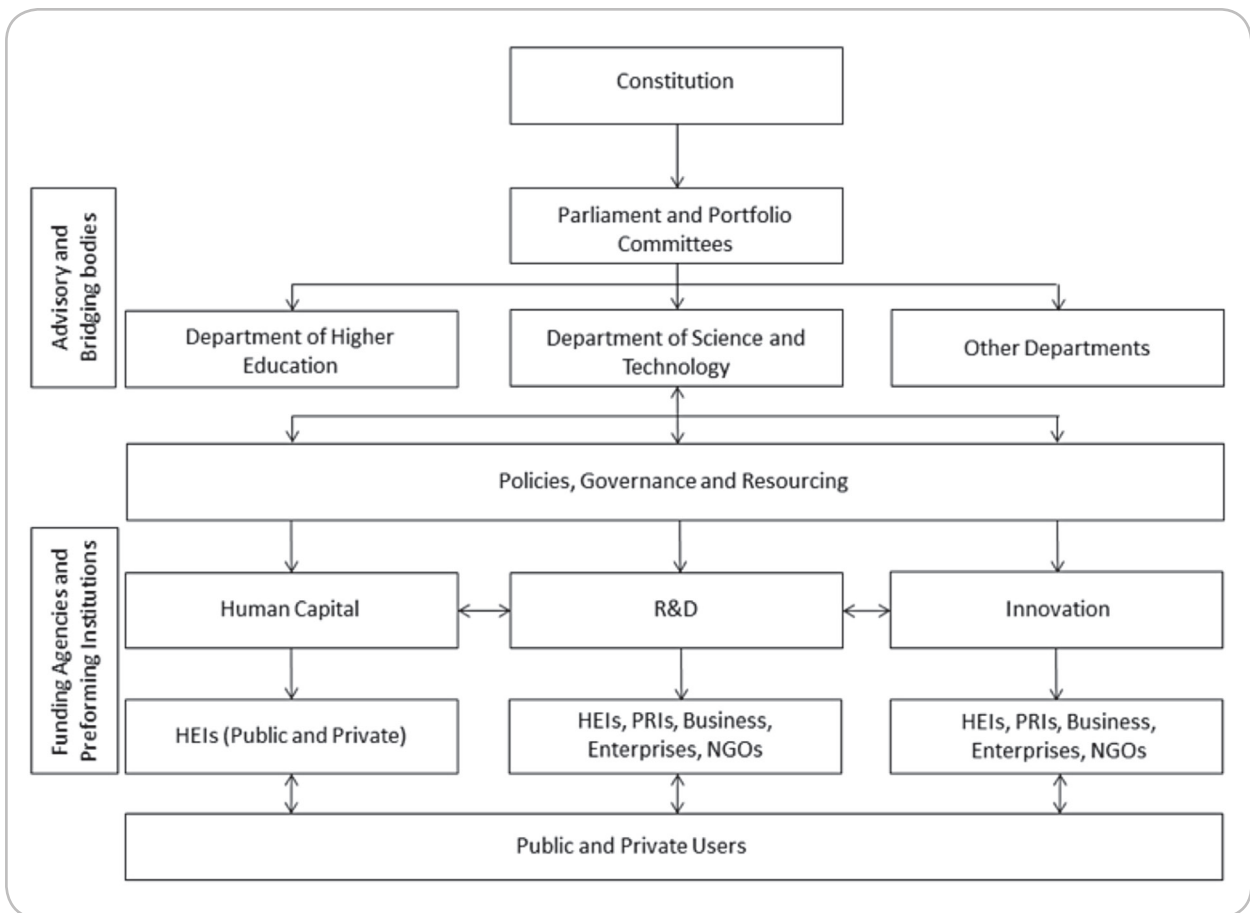 Constitution
Advisory and
Bridging bodies
Parliament and Portfolio
Committees
Department of Higher
Education
Department of Science and
Technology
Other Departments
Policies, Governance and Resourcing
Funding Agencies and
Preforming Institutions
Human Capital
R&D
Innovation
HEIs (Public and Private)
HEIs, PRIs, Business,
Enterprises, NGOs
HEIs, PRIs, Business,
Enterprises, NGOs
Public and Private Users